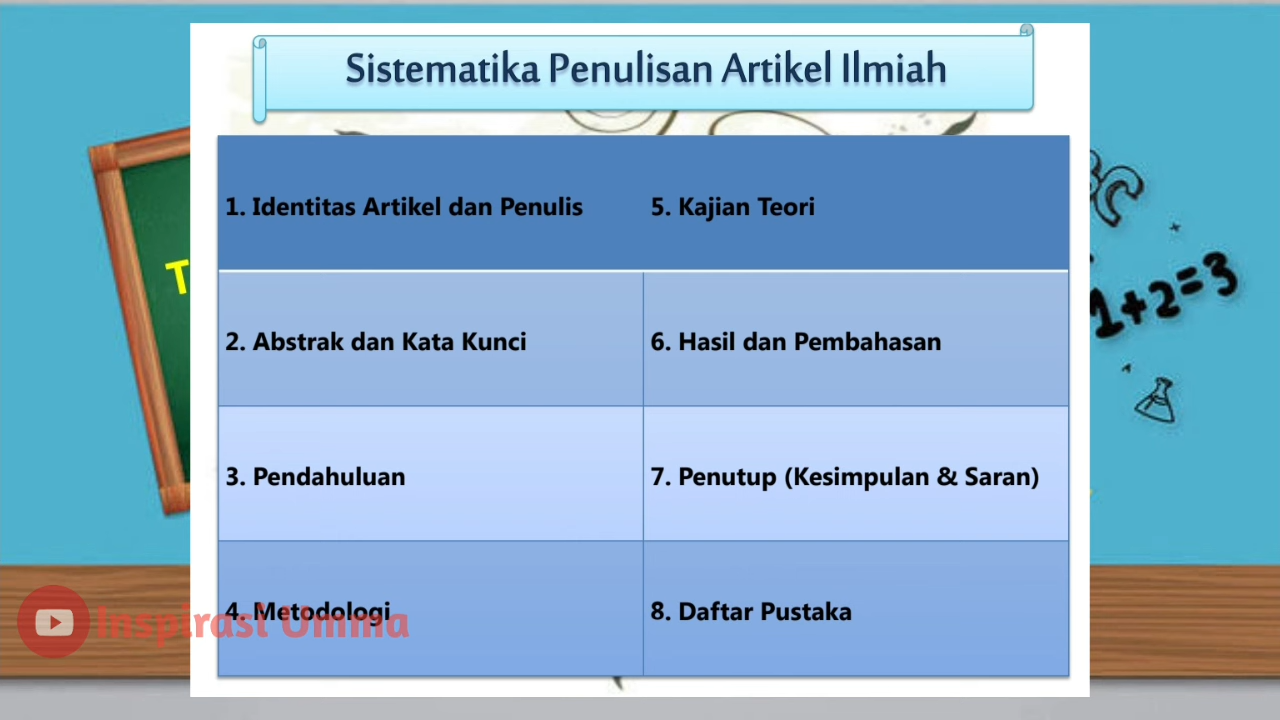 Sistematika Penulisan Artikel Ilmiah
1. Identitas Artikel dan Penulis
5. Kajian Teori
2. Abstrak dan Kata Kunci
6. Hasil dan Pembahasan
3. Pendahuluan
7. Penutup (Kesimpulan & Saran)
4. Metodologi
8. Daftar Pustaka
Inspirasi Umma
T
C
1+2=3